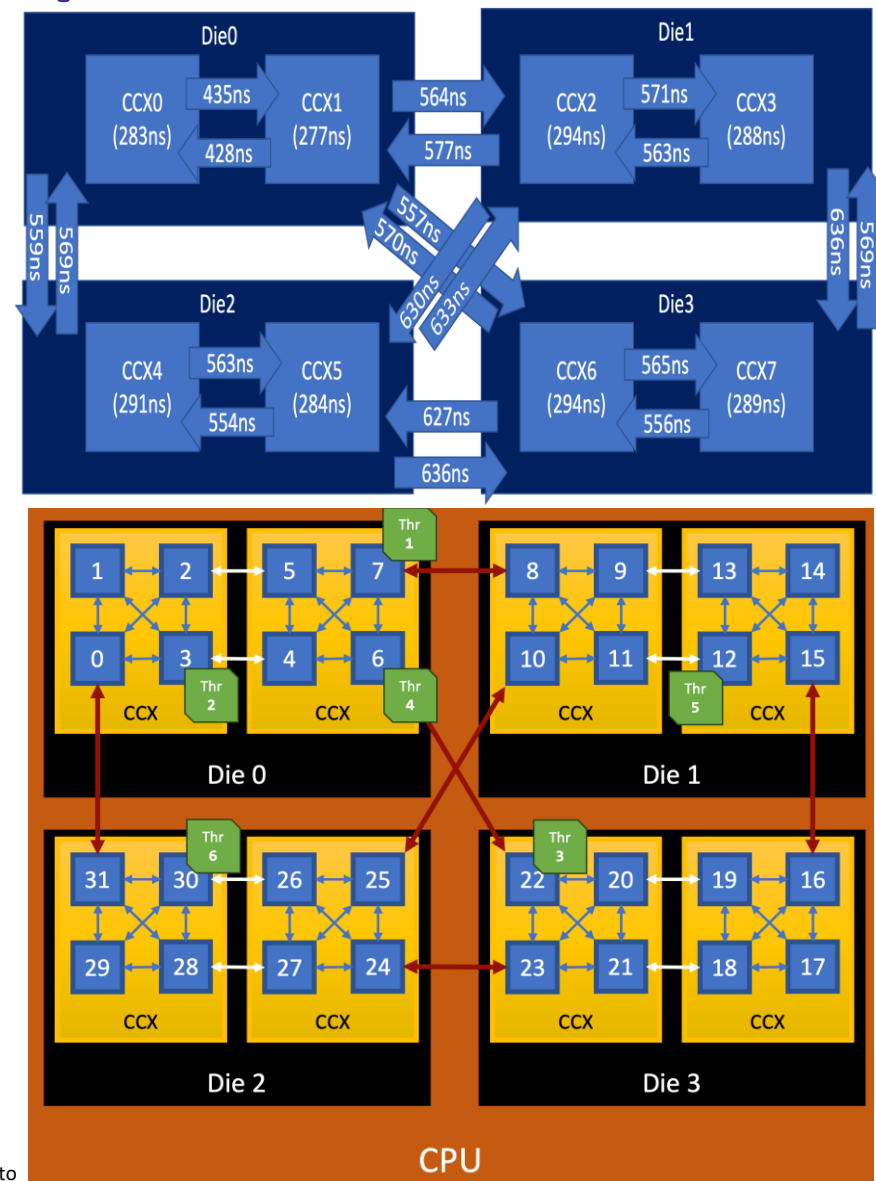 Die0
Die1
CCX0
(283ns)
435ns
428ns
CCX1
(277ns)
564ns
577ns
CCX2
(294ns)
571ns
563ns
CCX3
(288ns)
559ns
569ns
557ns
570ns
630ns
633ns
636ns
569ns
Die2
Die3
CCX4
(291ns)
563ns
554ns
CCX5
(284ns)
627ns
636ns
CCX6
(294ns)
565ns
556ns
CCX7
(289ns)
Thr
1
1 2 5 7 8 9 13 14
0 3 4 6 10 11 12 15
Thr
2
Thr
4
Thr
5
CCX CCX CCX CCX
Die 0 Die 1
Thr
6
Thr
3
31 30 26 25 22 20 19 16
29 28 27 24 23 21 18 17
CCX CCX CCX CCX
Die 2 Die 3
CPU
to